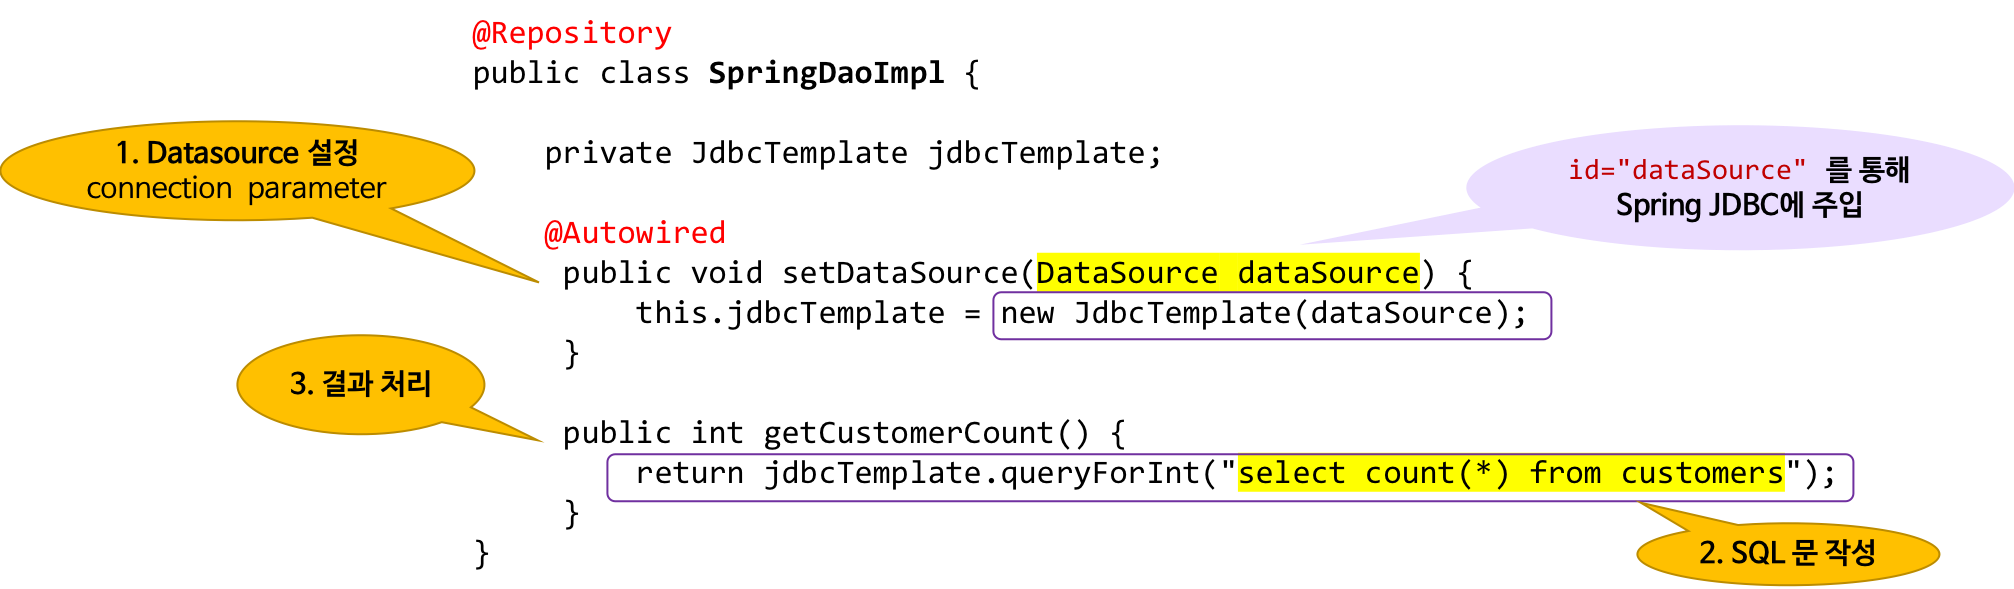 @Repository
public class SpringDaoImpl {
1. Datasource 설정
connection parameter
private JdbcTemplate jdbcTemplate;
id="dataSource" 를 통해
Spring JDBC에 주입
@Autowired
public void setDataSource(DataSource dataSource) {
this.jdbcTemplate = new JdbcTemplate(dataSource);
}
3. 결과 처리
public int getCustomerCount() {
return jdbcTemplate.queryForInt("select count(*) from customers");
}
2. SQL 문 작성
}